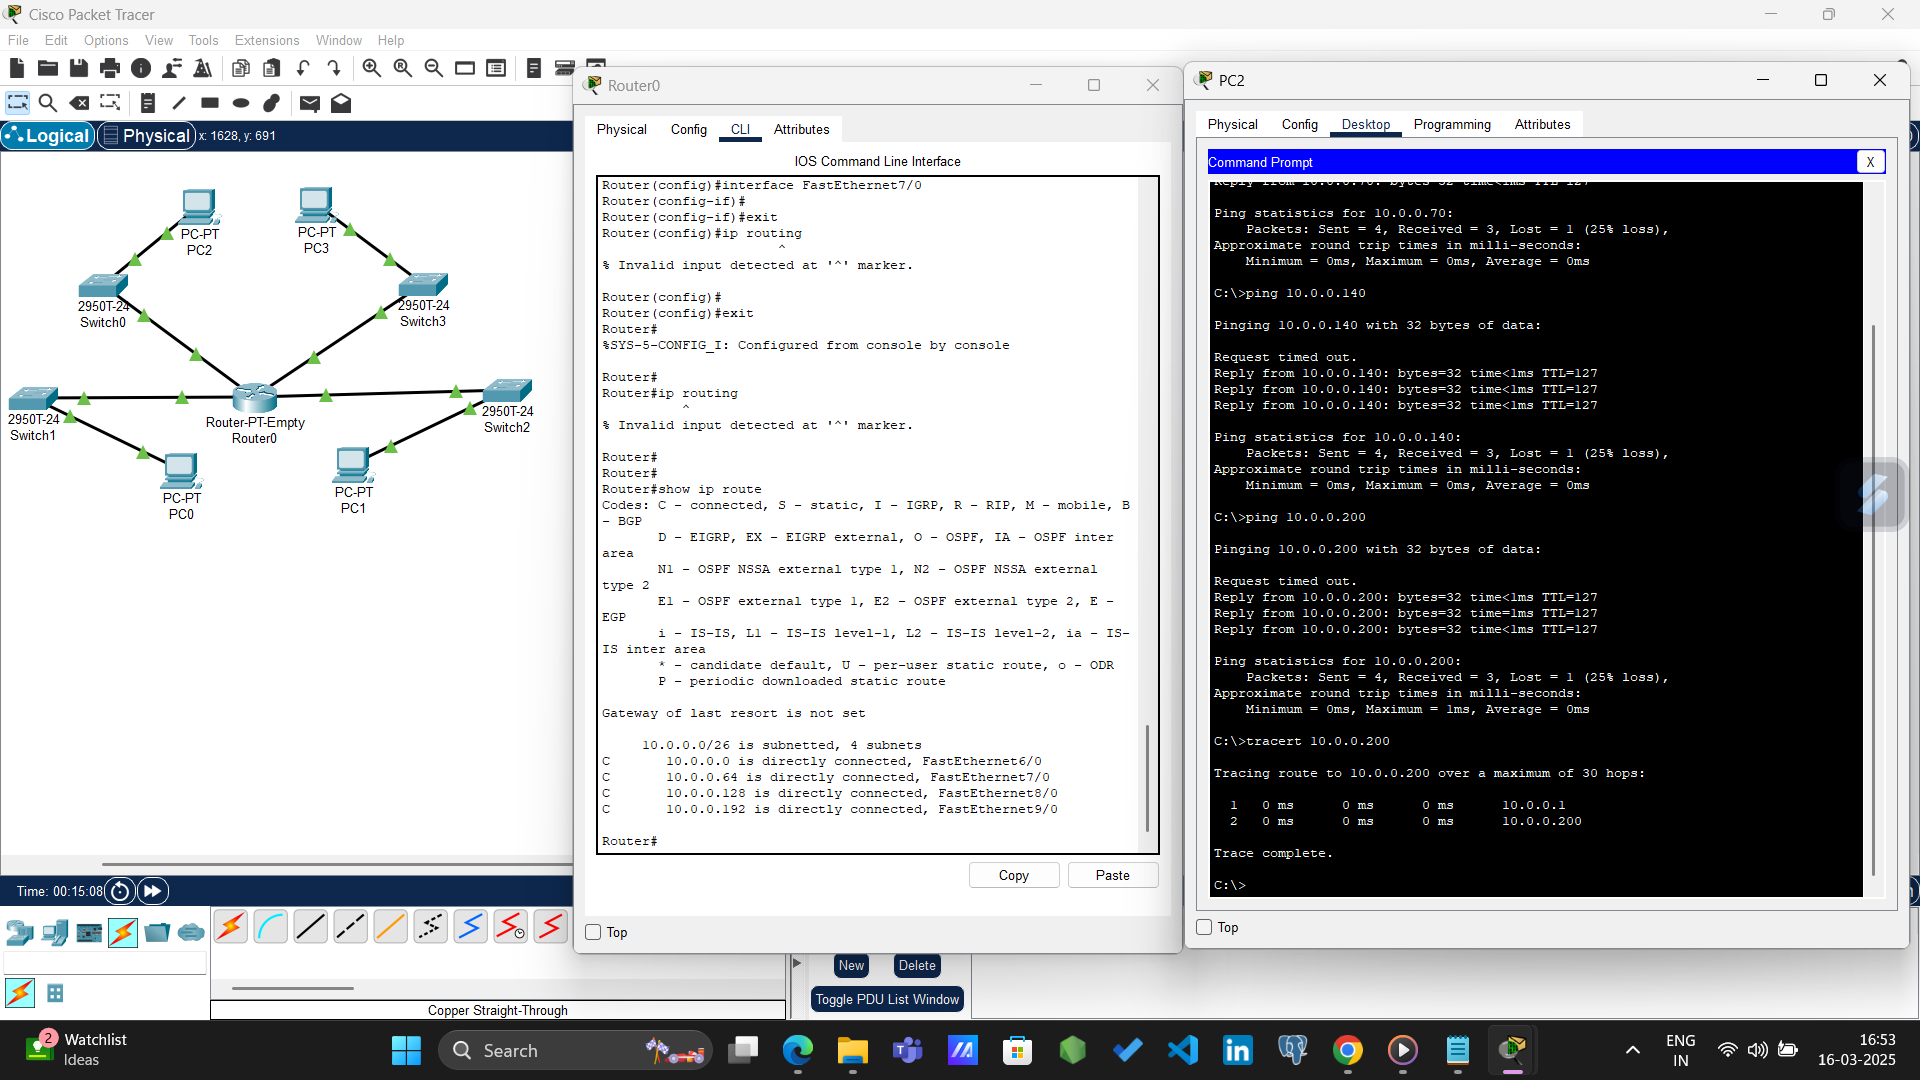 Cisco Packet Tracer
File Edit Options View Tools Extensions Window Help
Logical Physical x: 1628, y: 691
PC-PT
PC2
PC-PT
PC3
2950T-24
Switch0
2950T-24
Switch3
2950T-24
Switch1
Router-PT-Empty
Router0
2950T-24
Switch2
PC-PT
PC0
PC-PT
PC1
Time: 00:15:08
Copper Straight-Through
New Delete
Toggle PDU List Window
Router0
Physical Config CLI Attributes
IOS Command Line Interface
Router(config)#interface FastEthernet7/0
Router(config-if)#
Router(config-if)#exit
Router(config)#ip routing
^
% Invalid input detected at '^' marker.
Router(config)#
Router(config)#exit
Router#
%SYS-5-CONFIG_I: Configured from console by console
Router#
Router#ip routing
^
% Invalid input detected at '^' marker.
Router#
Router#
Router#show ip route
Codes: C - connected, S - static, I - IGRP, R - RIP, M - mobile, B
- BGP
D - EIGRP, EX - EIGRP external, O - OSPF, IA - OSPF inter
area
N1 - OSPF NSSA external type 1, N2 - OSPF NSSA external
type 2
E1 - OSPF external type 1, E2 - OSPF external type 2, E -
EGP
i - IS-IS, L1 - IS-IS level-1, L2 - IS-IS level-2, ia - IS-
IS inter area
* - candidate default, U - per-user static route, o - ODR
P - periodic downloaded static route
Gateway of last resort is not set
10.0.0.0/26 is subnetted, 4 subnets
C 10.0.0.0 is directly connected, FastEthernet6/0
C 10.0.0.64 is directly connected, FastEthernet7/0
C 10.0.0.128 is directly connected, FastEthernet8/0
C 10.0.0.192 is directly connected, FastEthernet9/0
Router#
Copy Paste
Top
PC2
Physical Config Desktop Programming Attributes
Command Prompt X
Reply from 10.0.0.70: bytes=32 time<1ms TTL=127
Ping statistics for 10.0.0.70:
Packets: Sent = 4, Received = 3, Lost = 1 (25% loss),
Approximate round trip times in milli-seconds:
Minimum = 0ms, Maximum = 0ms, Average = 0ms
C:\>ping 10.0.0.140
Pinging 10.0.0.140 with 32 bytes of data:
Request timed out.
Reply from 10.0.0.140: bytes=32 time<1ms TTL=127
Reply from 10.0.0.140: bytes=32 time<1ms TTL=127
Reply from 10.0.0.140: bytes=32 time<1ms TTL=127
Ping statistics for 10.0.0.140:
Packets: Sent = 4, Received = 3, Lost = 1 (25% loss),
Approximate round trip times in milli-seconds:
Minimum = 0ms, Maximum = 0ms, Average = 0ms
C:\>ping 10.0.0.200
Pinging 10.0.0.200 with 32 bytes of data:
Request timed out.
Reply from 10.0.0.200: bytes=32 time<1ms TTL=127
Reply from 10.0.0.200: bytes=32 time=1ms TTL=127
Reply from 10.0.0.200: bytes=32 time<1ms TTL=127
Ping statistics for 10.0.0.200:
Packets: Sent = 4, Received = 3, Lost = 1 (25% loss),
Approximate round trip times in milli-seconds:
Minimum = 0ms, Maximum = 1ms, Average = 0ms
C:\>tracert 10.0.0.200
Tracing route to 10.0.0.200 over a maximum of 30 hops:
1 0 ms 0 ms 0 ms 10.0.0.1
2 0 ms 0 ms 0 ms 10.0.0.200
Trace complete.
C:\>
Top
2
Watchlist
Ideas
Search
ENG
IN
16:53
16-03-2025